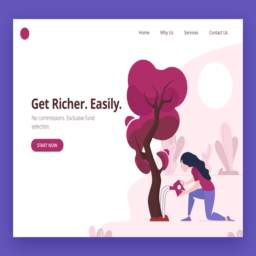 Home Why Us Services Contact Us
Get Richer. Easily.
No commissions. Exclusive fund
selection.
START NOW